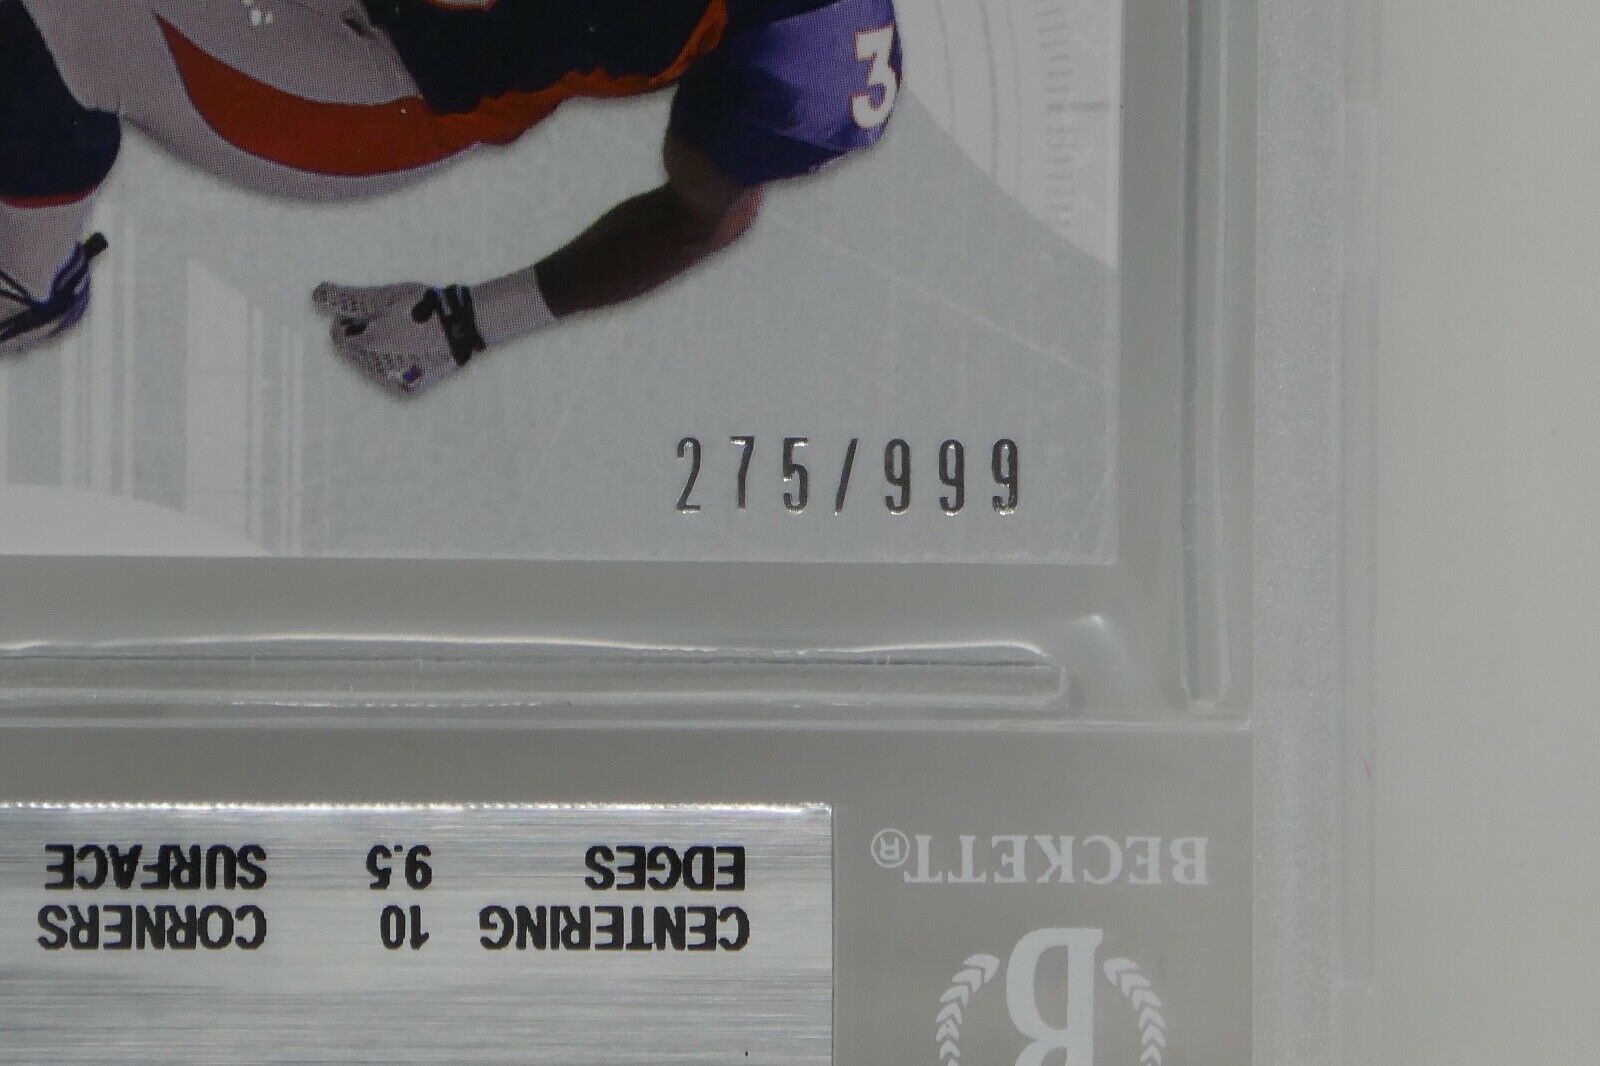 3
275/999
BECKETT®
B
CENTERING 10 CORNERS
EDGES 9.5 SURFACE